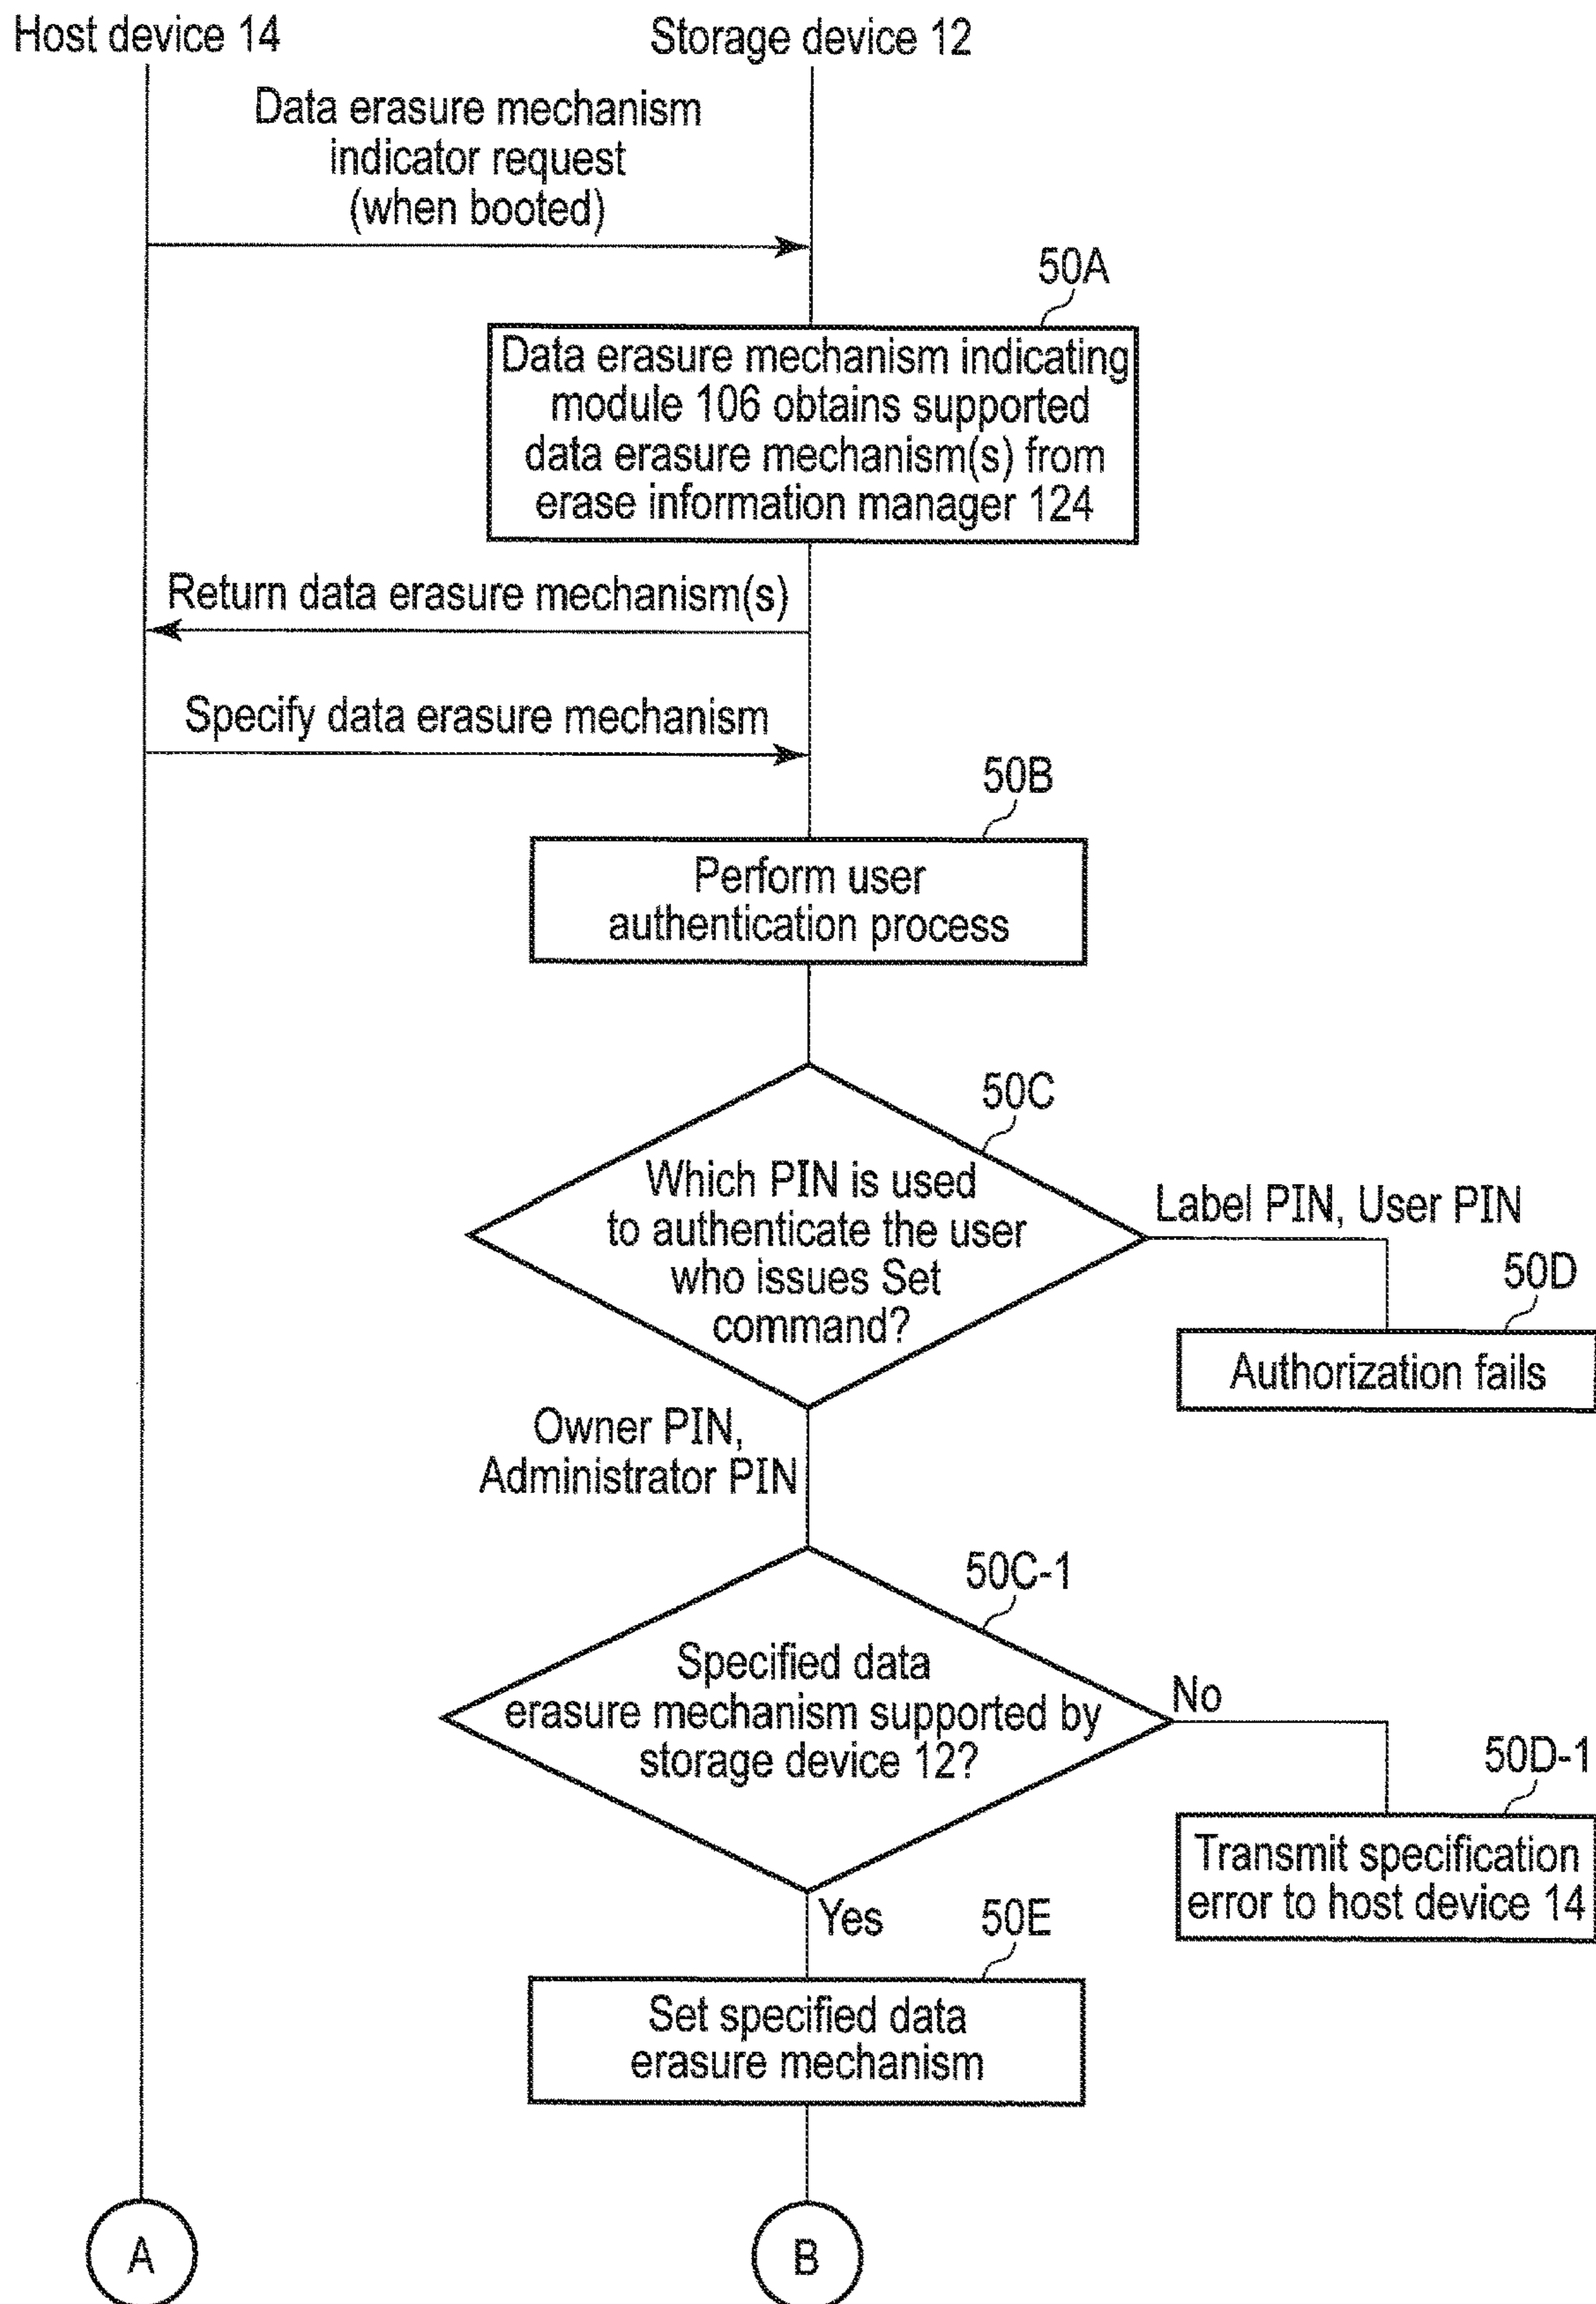 Host device 14
Storage device 12
Data erasure mechanism
indicator request
(when booted)
50A
Data erasure mechanism indicating
module 106 obtains supported
data erasure mechanism(s) from
erase information manager 124
Return data erasure mechanism(s)
Specify data erasure mechanism
50B
Perform user
authentication process
50C
Which PIN is used
to authenticate the user
who issues Set
command?
Label PIN, User PIN
50D
Authorization fails
Owner PIN,
Administrator PIN
50C-1
Specified data
erasure mechanism supported by
storage device 12?
No
50D-1
Transmit specification
error to host device 14
Yes
50E
Set specified data
erasure mechanism
A
B